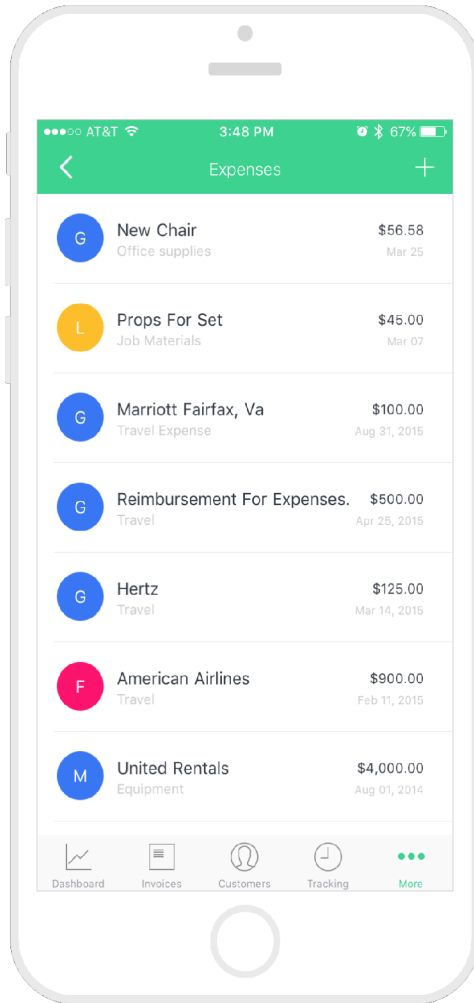 ●●●○○ AT&T 3:48 PM 67%
Expenses +
G New Chair $56.58
Office supplies Mar 25
L Props For Set $45.00
Job Materials Mar 07
G Marriott Fairfax, Va $100.00
Travel Expense Aug 31, 2015
G Reimbursement For Expenses. $500.00
Travel Apr 25, 2015
G Hertz $125.00
Travel Mar 14, 2015
F American Airlines $900.00
Travel Feb 11, 2015
M United Rentals $4,000.00
Equipment Aug 01, 2014
Dashboard Invoices Customers Tracking More